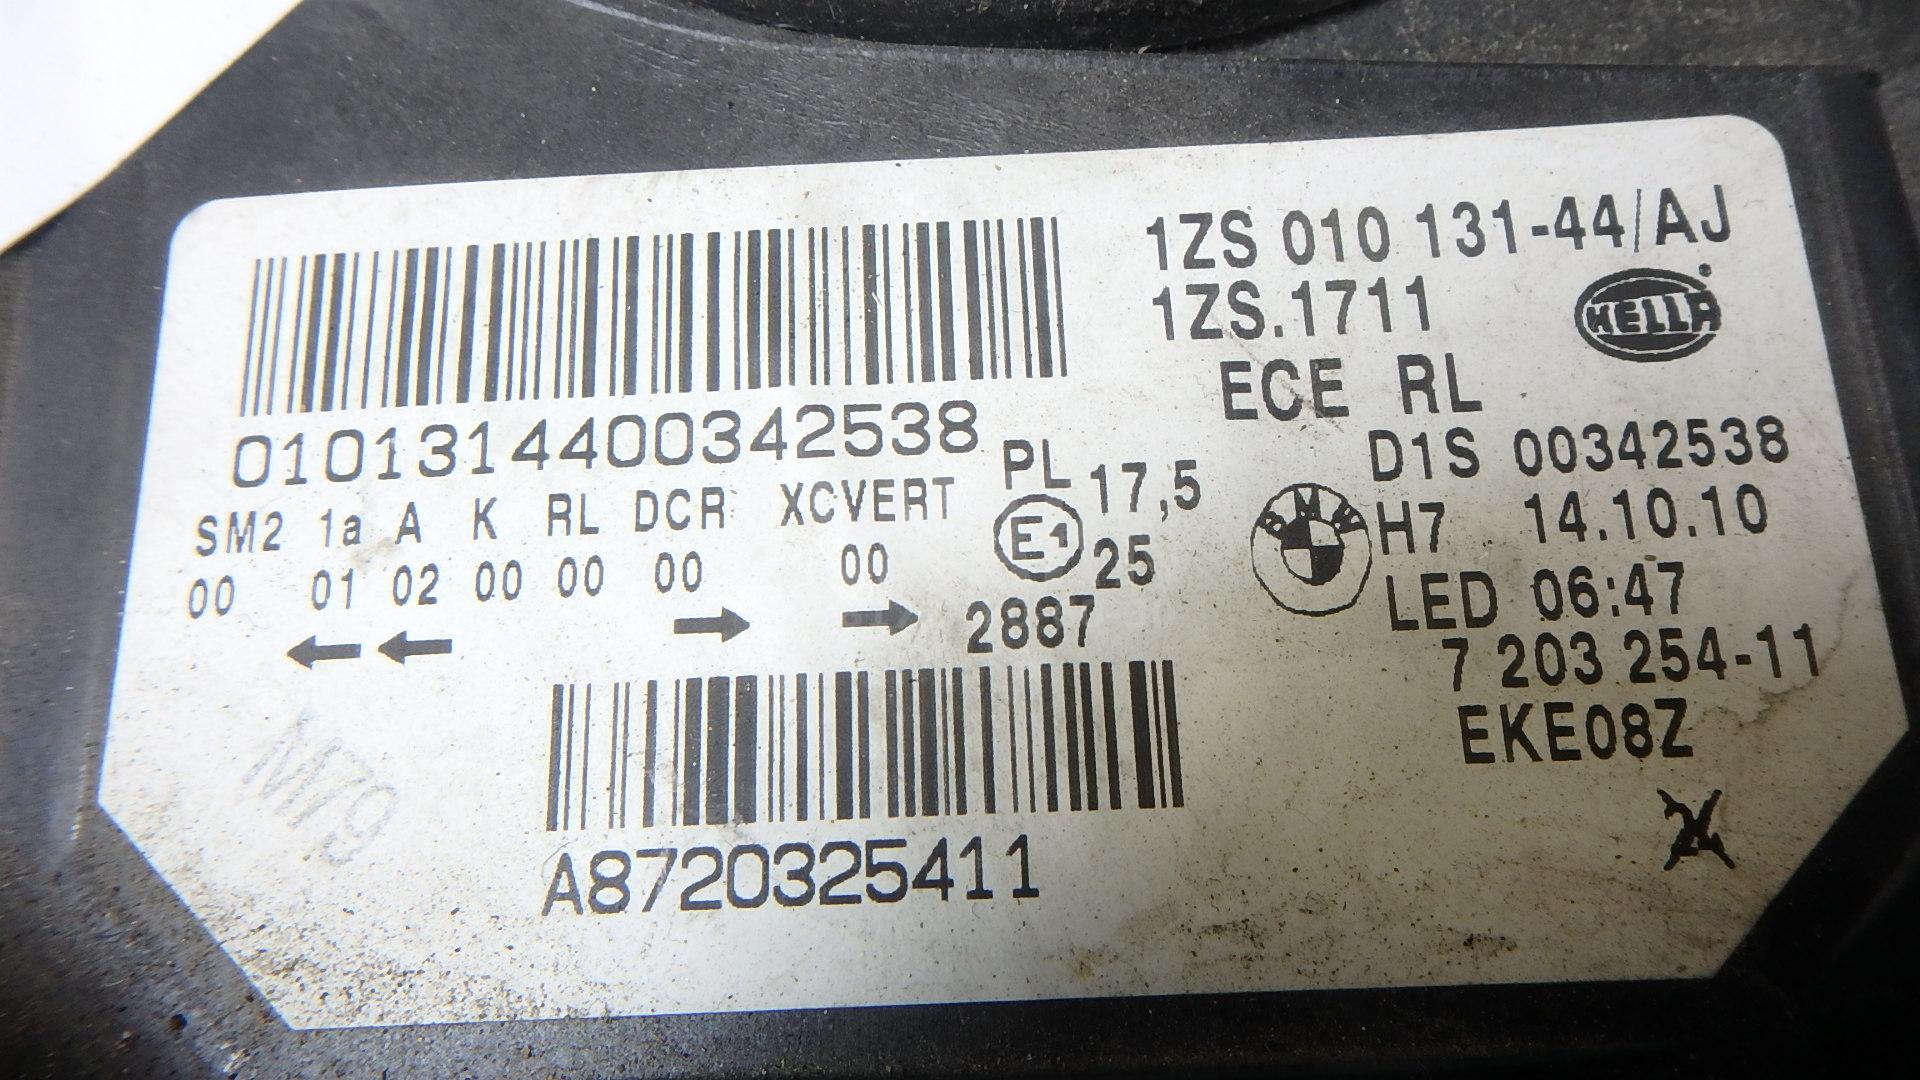 1ZS 010 131-44/AJ
1ZS.1711
HELLA
ECE RL
0101314400342538
D1S 00342538
PL 17,5
SM2 1a A K RL DCR XCVERT
BMW
H7 14.10.10
E1
25
00 01 02 00 00 00 00
LED 06:47
← ← → → 2887
7 203 254-11
EKE08Z
M79
A8720325411